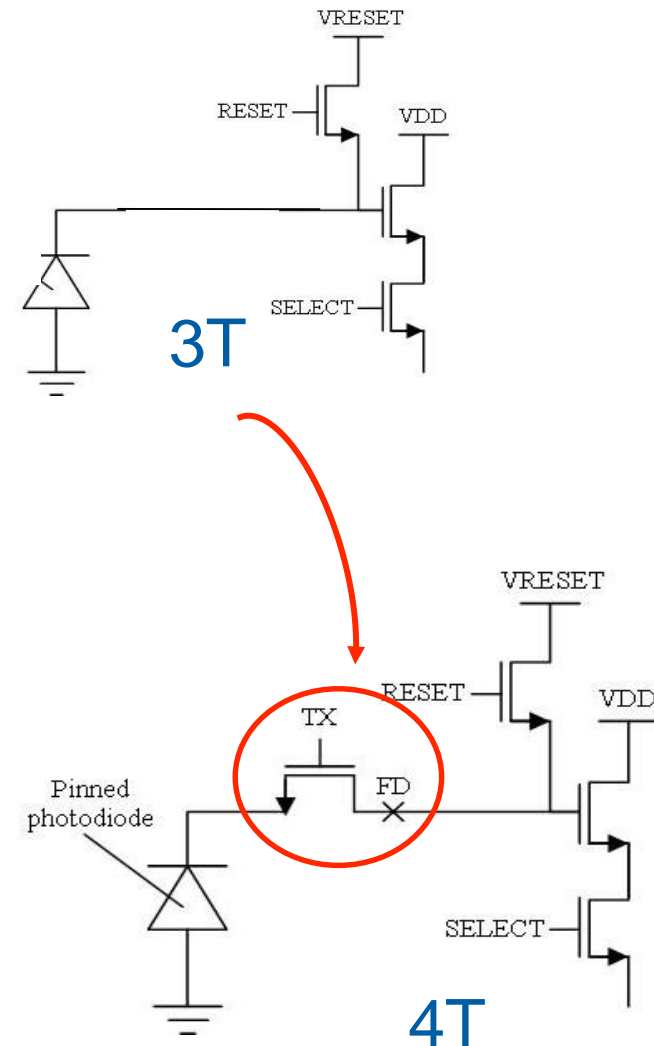 VRESET
RESET
VDD
SELECT
3T
VRESET
RESET
VDD
TX
FD
Pinned
photodiode
SELECT
4T